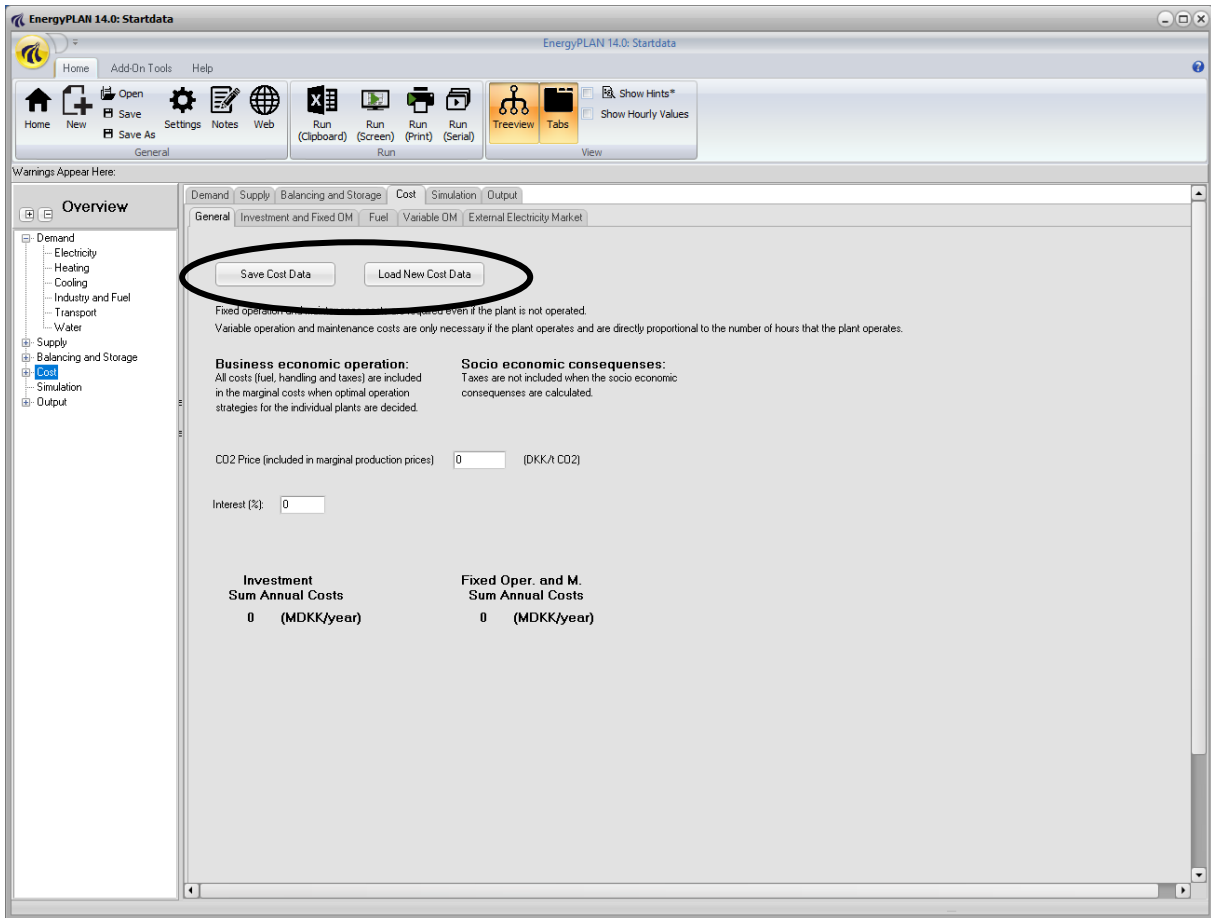 EnergyPLAN 14.0: Startdata
EnergyPLAN 14.0: Startdata
Home Add-On Tools Help
Home
New
Open
Save
Save As
Settings
Notes
Web
General
Run (Clipboard)
Run (Screen)
Run (Print)
Run (Serial)
Run
Treeview
Tabs
Show Hints*
Show Hourly Values
View
Warnings Appear Here:
Overview
Demand
Electricity
Heating
Cooling
Industry and Fuel
Transport
Water
Supply
Balancing and Storage
Cost
Simulation
Output
Demand Supply Balancing and Storage Cost Simulation Output
General Investment and Fixed OM Fuel Variable OM External Electricity Market
Save Cost Data Load New Cost Data
Fixed operation and maintenance costs are required even if the plant is not operated.
Variable operation and maintenance costs are only necessary if the plant operates and are directly proportional to the number of hours that the plant operates.
Business economic operation:
All costs (fuel, handling and taxes) are included
in the marginal costs when optimal operation
strategies for the individual plants are decided.
Socio economic consequenses:
Taxes are not included when the socio economic
consequenses are calculated.
CO2 Price (included in marginal production prices) 0 (DKK/t CO2)
Interest (%): 0
Investment
Sum Annual Costs
0 (MDKK/year)
Fixed Oper. and M.
Sum Annual Costs
0 (MDKK/year)